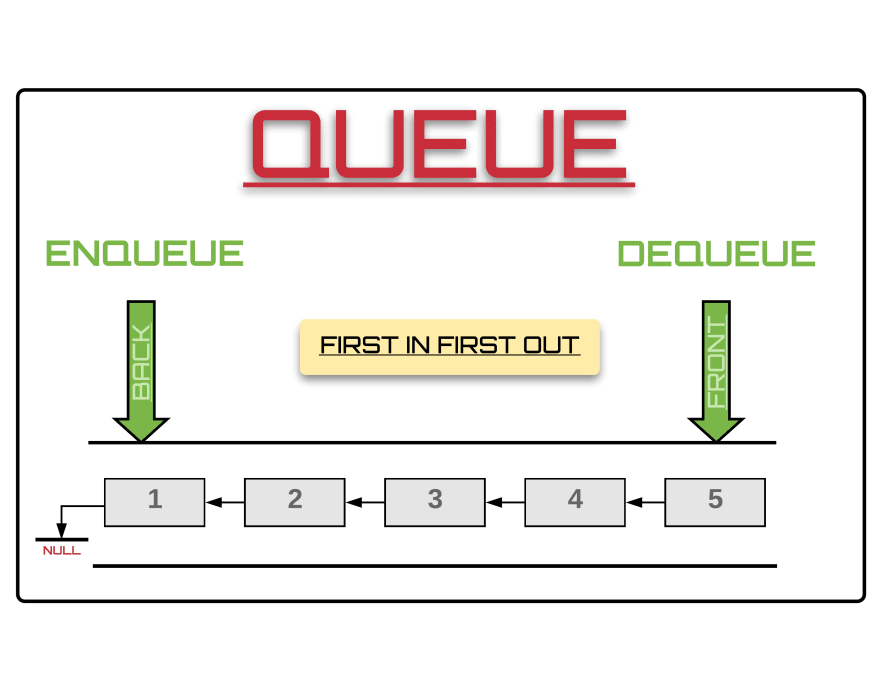 QUEUE
ENQUEUE
DEQUEUE
BACK
FIRST IN FIRST OUT
FRONT
1
2
3
4
5
NULL